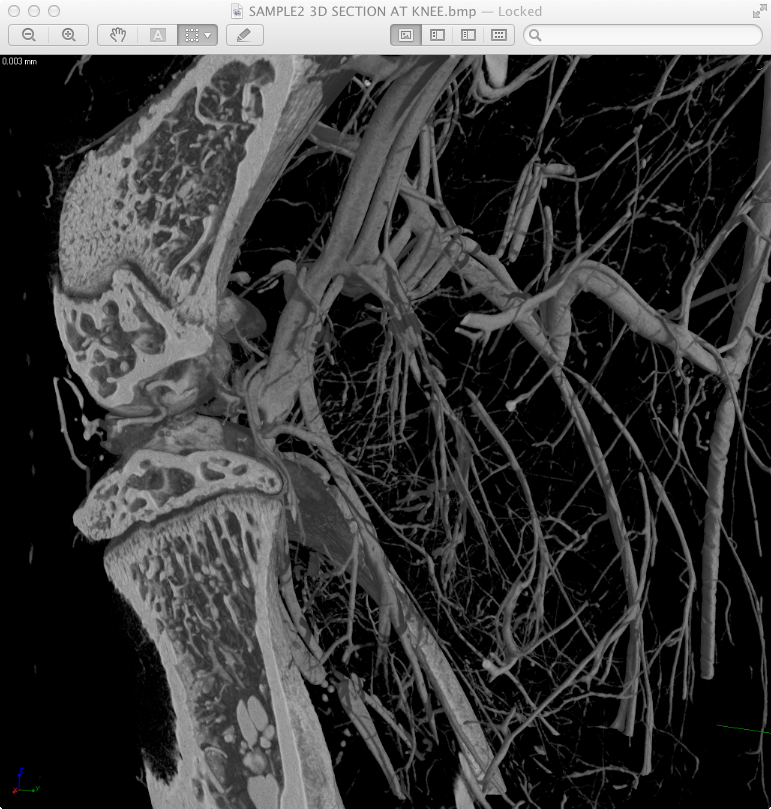 SAMPLE2 3D SECTION AT KNEE.bmp — Locked
A
0.003 mm